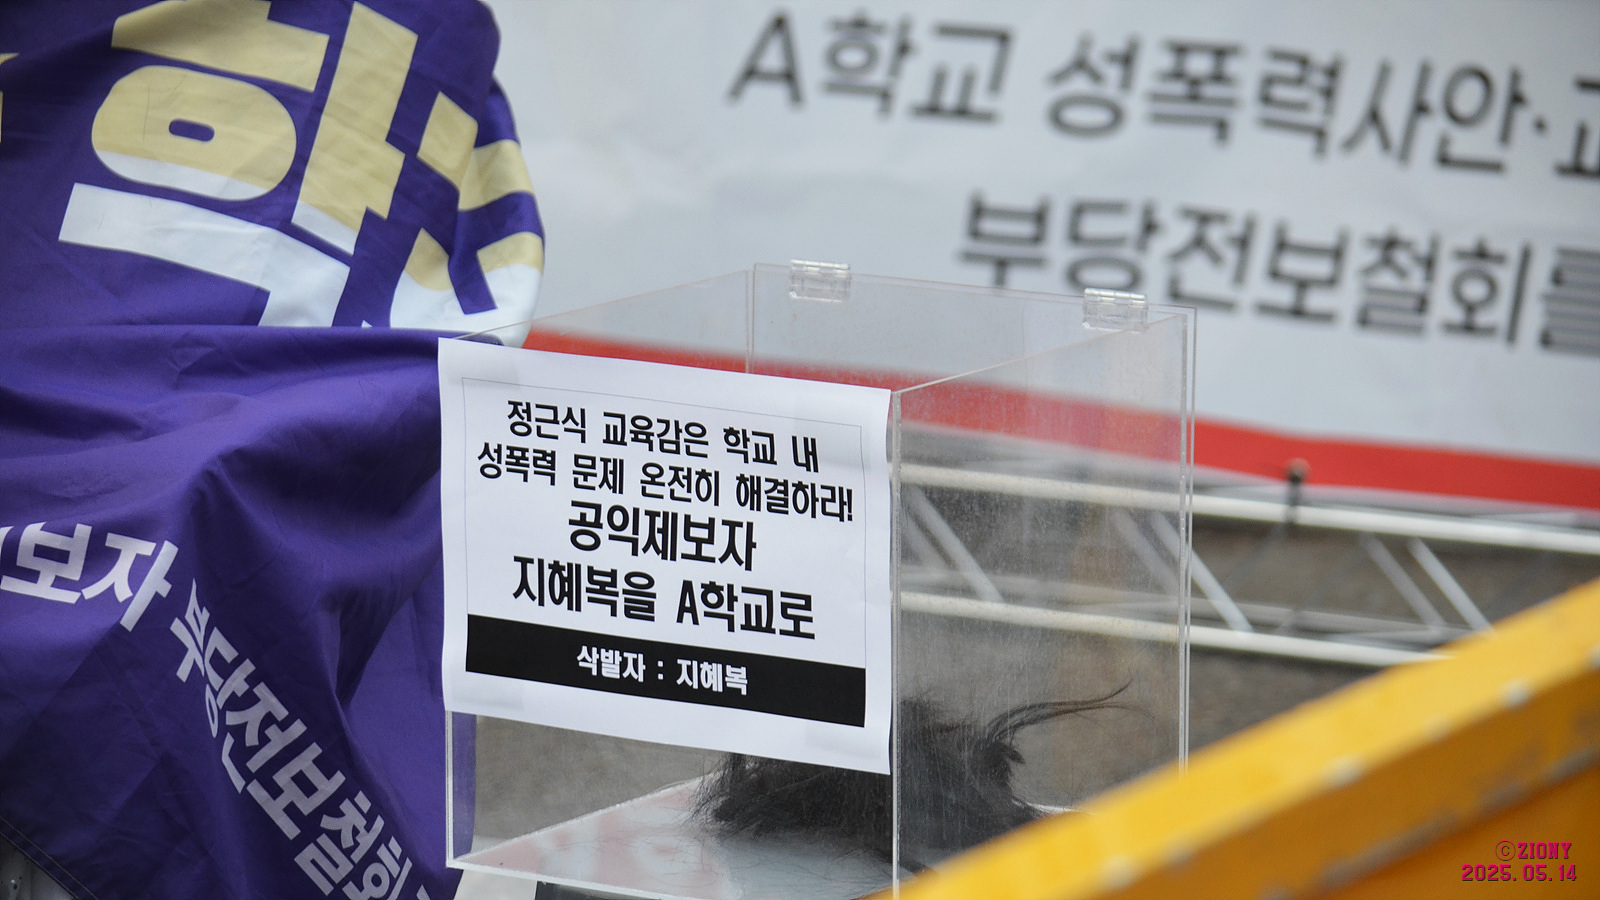 A학교 성폭력사안·
부당전보철회를
학
보자 부당전보철회
정근식 교육감은 학교 내
성폭력 문제 온전히 해결하라!
공익제보자
지혜복을 A학교로
삭발자 : 지혜복
©ZIONY
2025.05.14